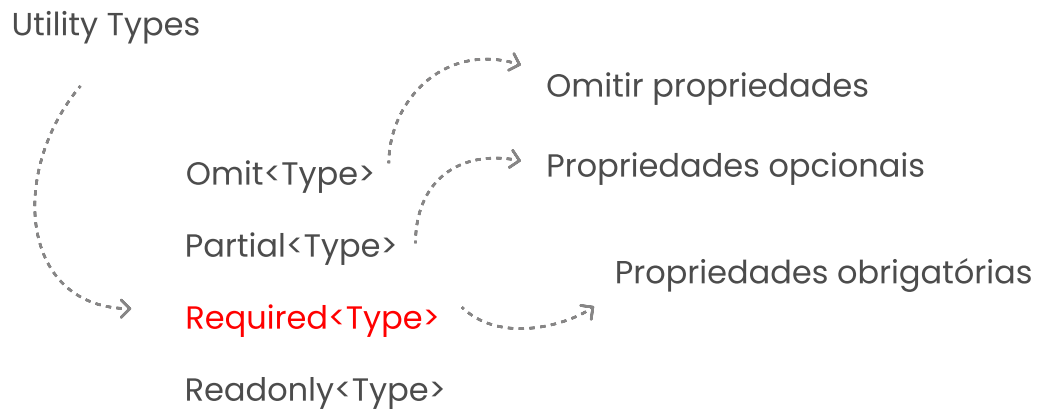 Utility Types
Omitir propriedades
Omit<Type>
Propriedades opcionais
Partial<Type>
Propriedades obrigatórias
Required<Type>
Readonly<Type>